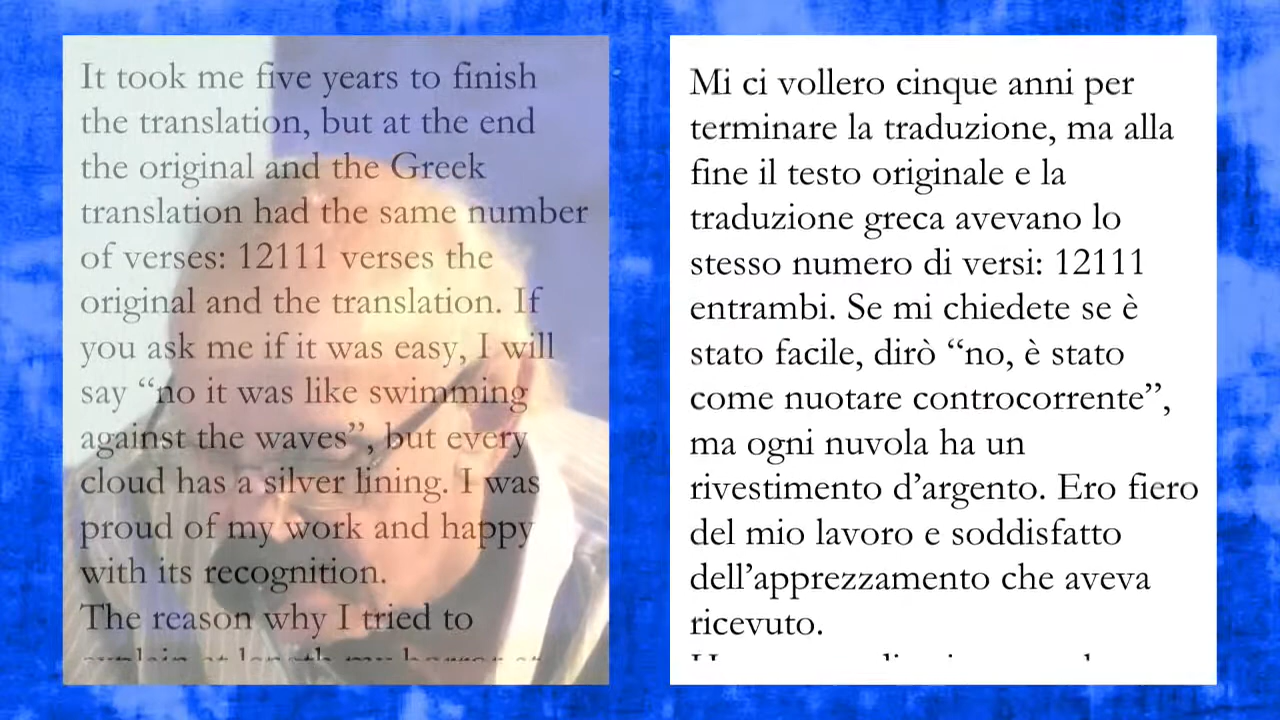 It took me five years to finish
the translation, but at the end
the original and the Greek
translation had the same number
of verses: 12111 verses the
original and the translation. If
you ask me if it was easy, I will
say “no it was like swimming
against the waves”, but every
cloud has a silver lining. I was
proud of my work and happy
with its recognition.
The reason why I tried to
Mi ci vollero cinque anni per
terminare la traduzione, ma alla
fine il testo originale e la
traduzione greca avevano lo
stesso numero di versi: 12111
entrambi. Se mi chiedete se è
stato facile, dirò “no, è stato
come nuotare controcorrente”,
ma ogni nuvola ha un
rivestimento d’argento. Ero fiero
del mio lavoro e soddisfatto
dell’apprezzamento che aveva
ricevuto.